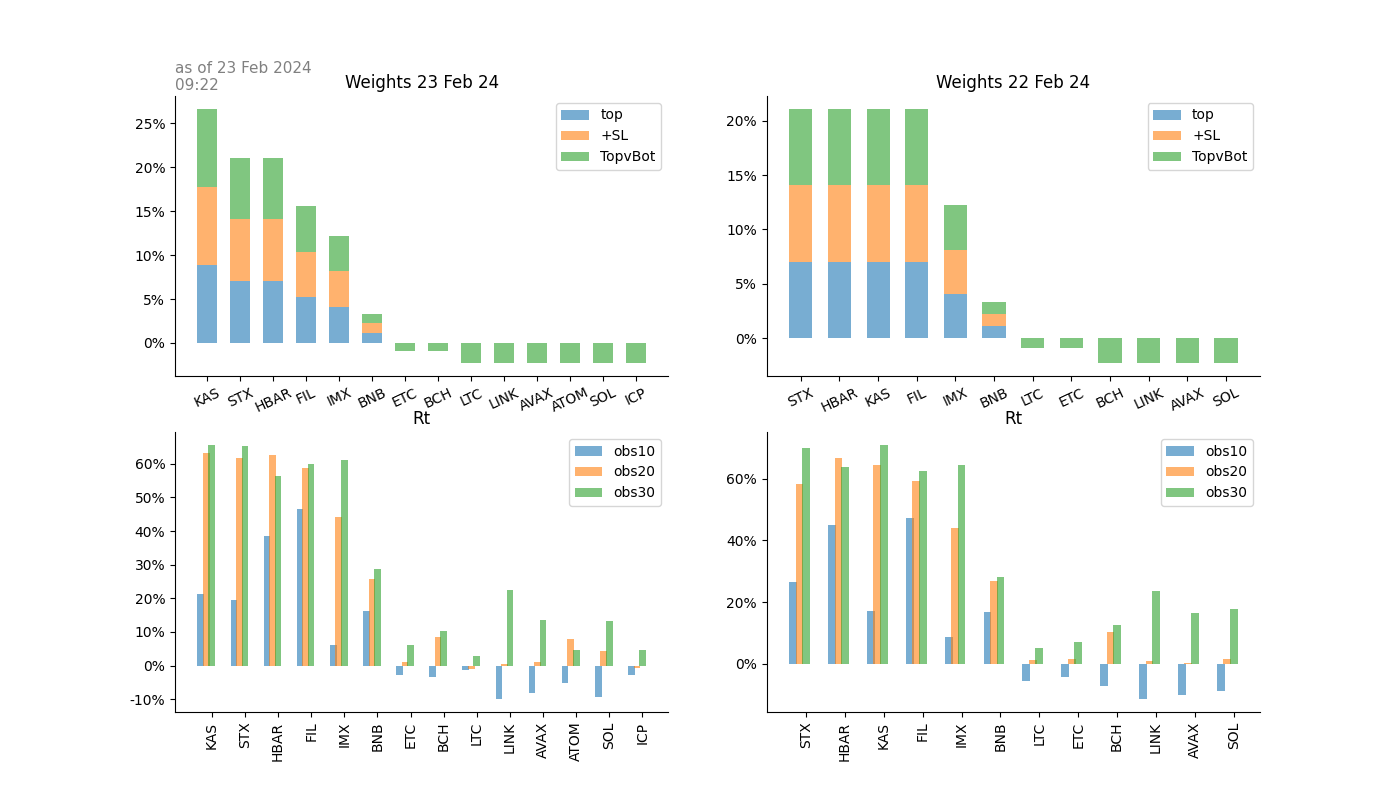 as of 23 Feb 2024
09:22
Weights 23 Feb 24
25%
20%
15%
10%
5%
0%
top
+SL
TopvBot
KAS STX HBAR FIL IMX BNB ETC BCH LTC LINK AVAX ATOM SOL ICP
Weights 22 Feb 24
20%
15%
10%
5%
0%
top
+SL
TopvBot
STX HBAR KAS FIL IMX BNB LTC ETC BCH LINK AVAX SOL
Rt
60%
50%
40%
30%
20%
10%
0%
-10%
obs10
obs20
obs30
KAS STX HBAR FIL IMX BNB ETC BCH LTC LINK AVAX ATOM SOL ICP
Rt
60%
40%
20%
0%
obs10
obs20
obs30
STX HBAR KAS FIL IMX BNB LTC ETC BCH LINK AVAX SOL